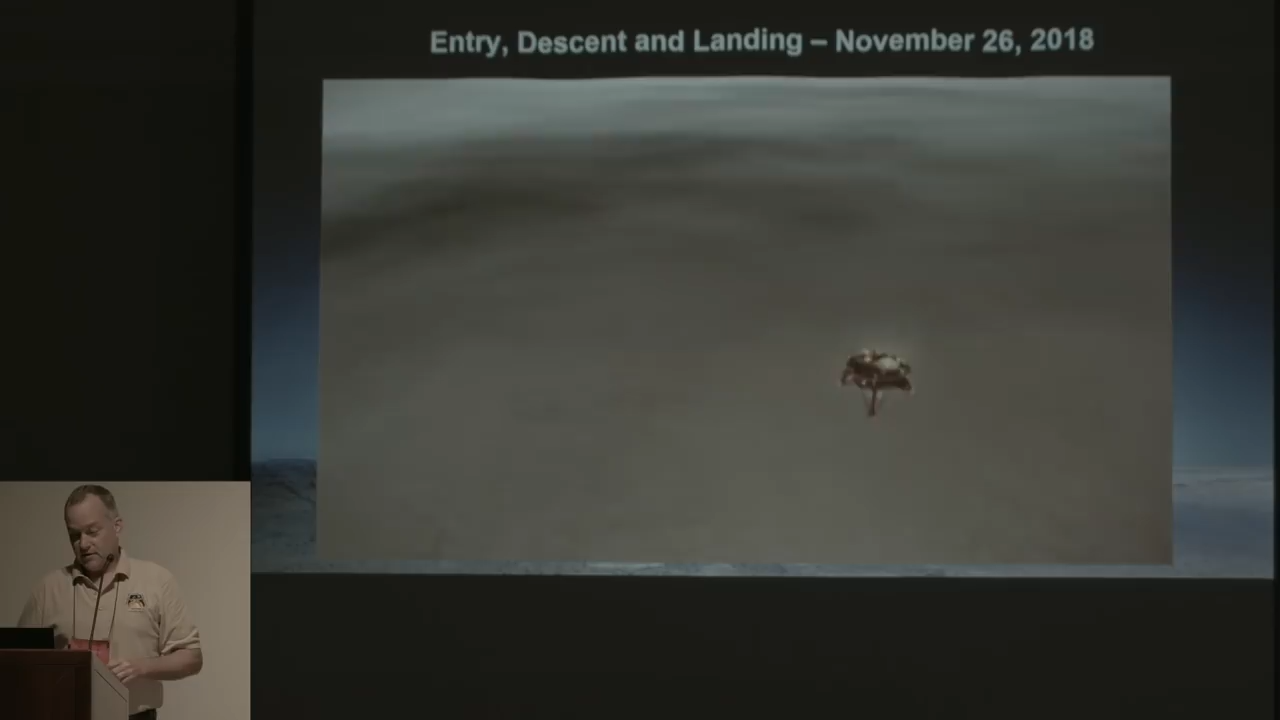 Entry, Descent and Landing – November 26, 2018